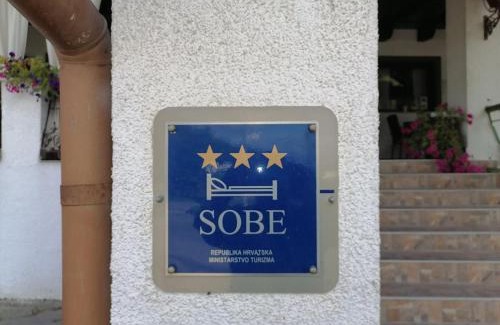 SOBE
REPUBLIKA HRVATSKA
MINISTARSTVO TURIZMA